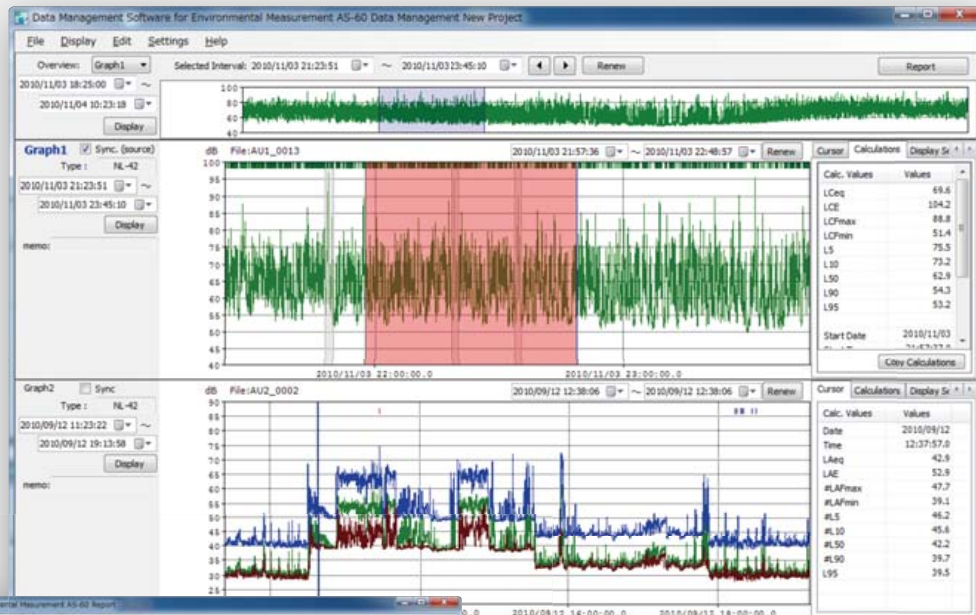 Data Management Software for Environmental Measurement AS-60 Data Management New Project
File Display Edit Settings Help
Overview: Graph1 Selected Interval: 2010/11/03 21:23:51 ~ 2010/11/03 23:45:10 Renew Report
2010/11/03 18:25:00 ~
2010/11/04 10:23:18
Display
100
80
60
40
Graph1 Sync. (source) dB File:AU1_0013 2010/11/03 21:57:36 ~ 2010/11/03 22:48:57 Renew Cursor Calculations Display Se
Type : NL-42
2010/11/03 21:23:51 ~
2010/11/03 23:45:10
Display
memo:
100
95
90
85
80
75
70
65
60
55
50
45
40
2010/11/03 22:00:00.0 2010/11/03 23:00:00.0
Calc. Values Values
LCeq 69.6
LCE 104.2
LCFmax 88.8
LCFmin 51.4
L5 75.5
L10 73.2
L50 62.9
L90 54.3
L95 53.2
Start Date 2010/11/03
21:57:37.0
Copy Calculations
Graph2 Sync dB File:AU2_0002 2010/09/12 12:38:06 ~ 2010/09/12 12:38:06 Renew Cursor Calculations Display Se
Type : NL-42
2010/09/12 11:23:22 ~
2010/09/12 19:13:58
Display
memo:
90
85
80
75
70
65
60
55
50
45
40
35
30
25
0.0 2010/09/12 16:00:00.0 2010/09/12 18:00:00.0
Calc. Values Values
Date 2010/09/12
Time 12:37:57.0
LAeq 42.9
LAE 52.9
#LAFmax 47.7
#LAFmin 39.1
#L5 46.2
#L10 45.6
#L50 42.2
#L90 39.7
L95 39.5
ental Mesurement AS-60 Report